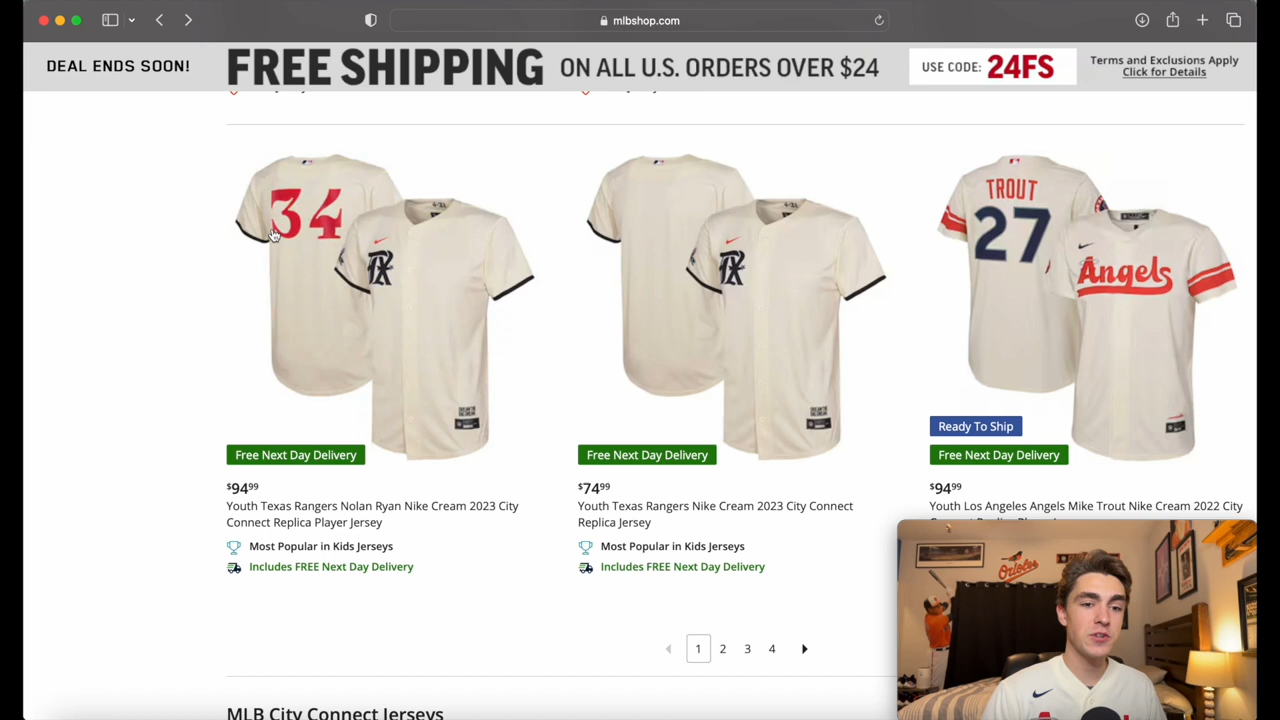 mlbshop.com
DEAL ENDS SOON!
FREE SHIPPING ON ALL U.S. ORDERS OVER $24
USE CODE: 24FS
Terms and Exclusions Apply
Click for Details
34
TX
TX
TROUT
27
Angels
Free Next Day Delivery
$94.99
Youth Texas Rangers Nolan Ryan Nike Cream 2023 City
Connect Replica Player Jersey
Most Popular in Kids Jerseys
Includes FREE Next Day Delivery
Free Next Day Delivery
$74.99
Youth Texas Rangers Nike Cream 2023 City Connect
Replica Jersey
Most Popular in Kids Jerseys
Includes FREE Next Day Delivery
Ready To Ship
Free Next Day Delivery
$94.99
Youth Los Angeles Angels Mike Trout Nike Cream 2022 City
1 2 3 4
MLB City Connect Jerseys
Orioles